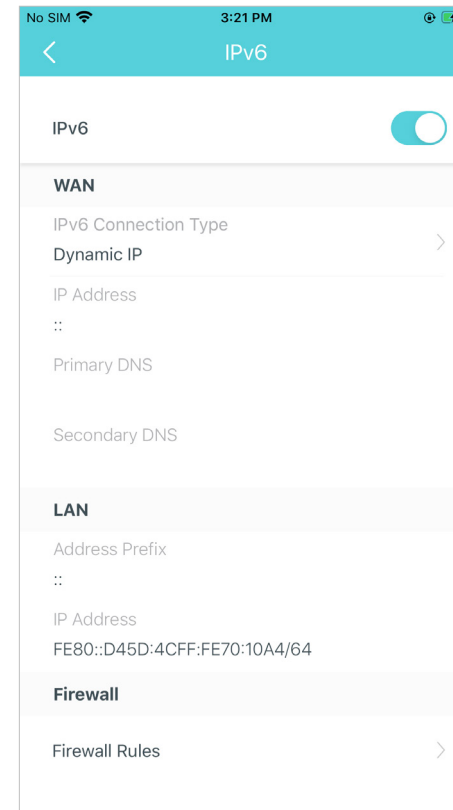 No SIM 3:21 PM
IPv6
IPv6
WAN
IPv6 Connection Type
Dynamic IP
IP Address
::
Primary DNS
Secondary DNS
LAN
Address Prefix
::
IP Address
FE80::D45D:4CFF:FE70:10A4/64
Firewall
Firewall Rules